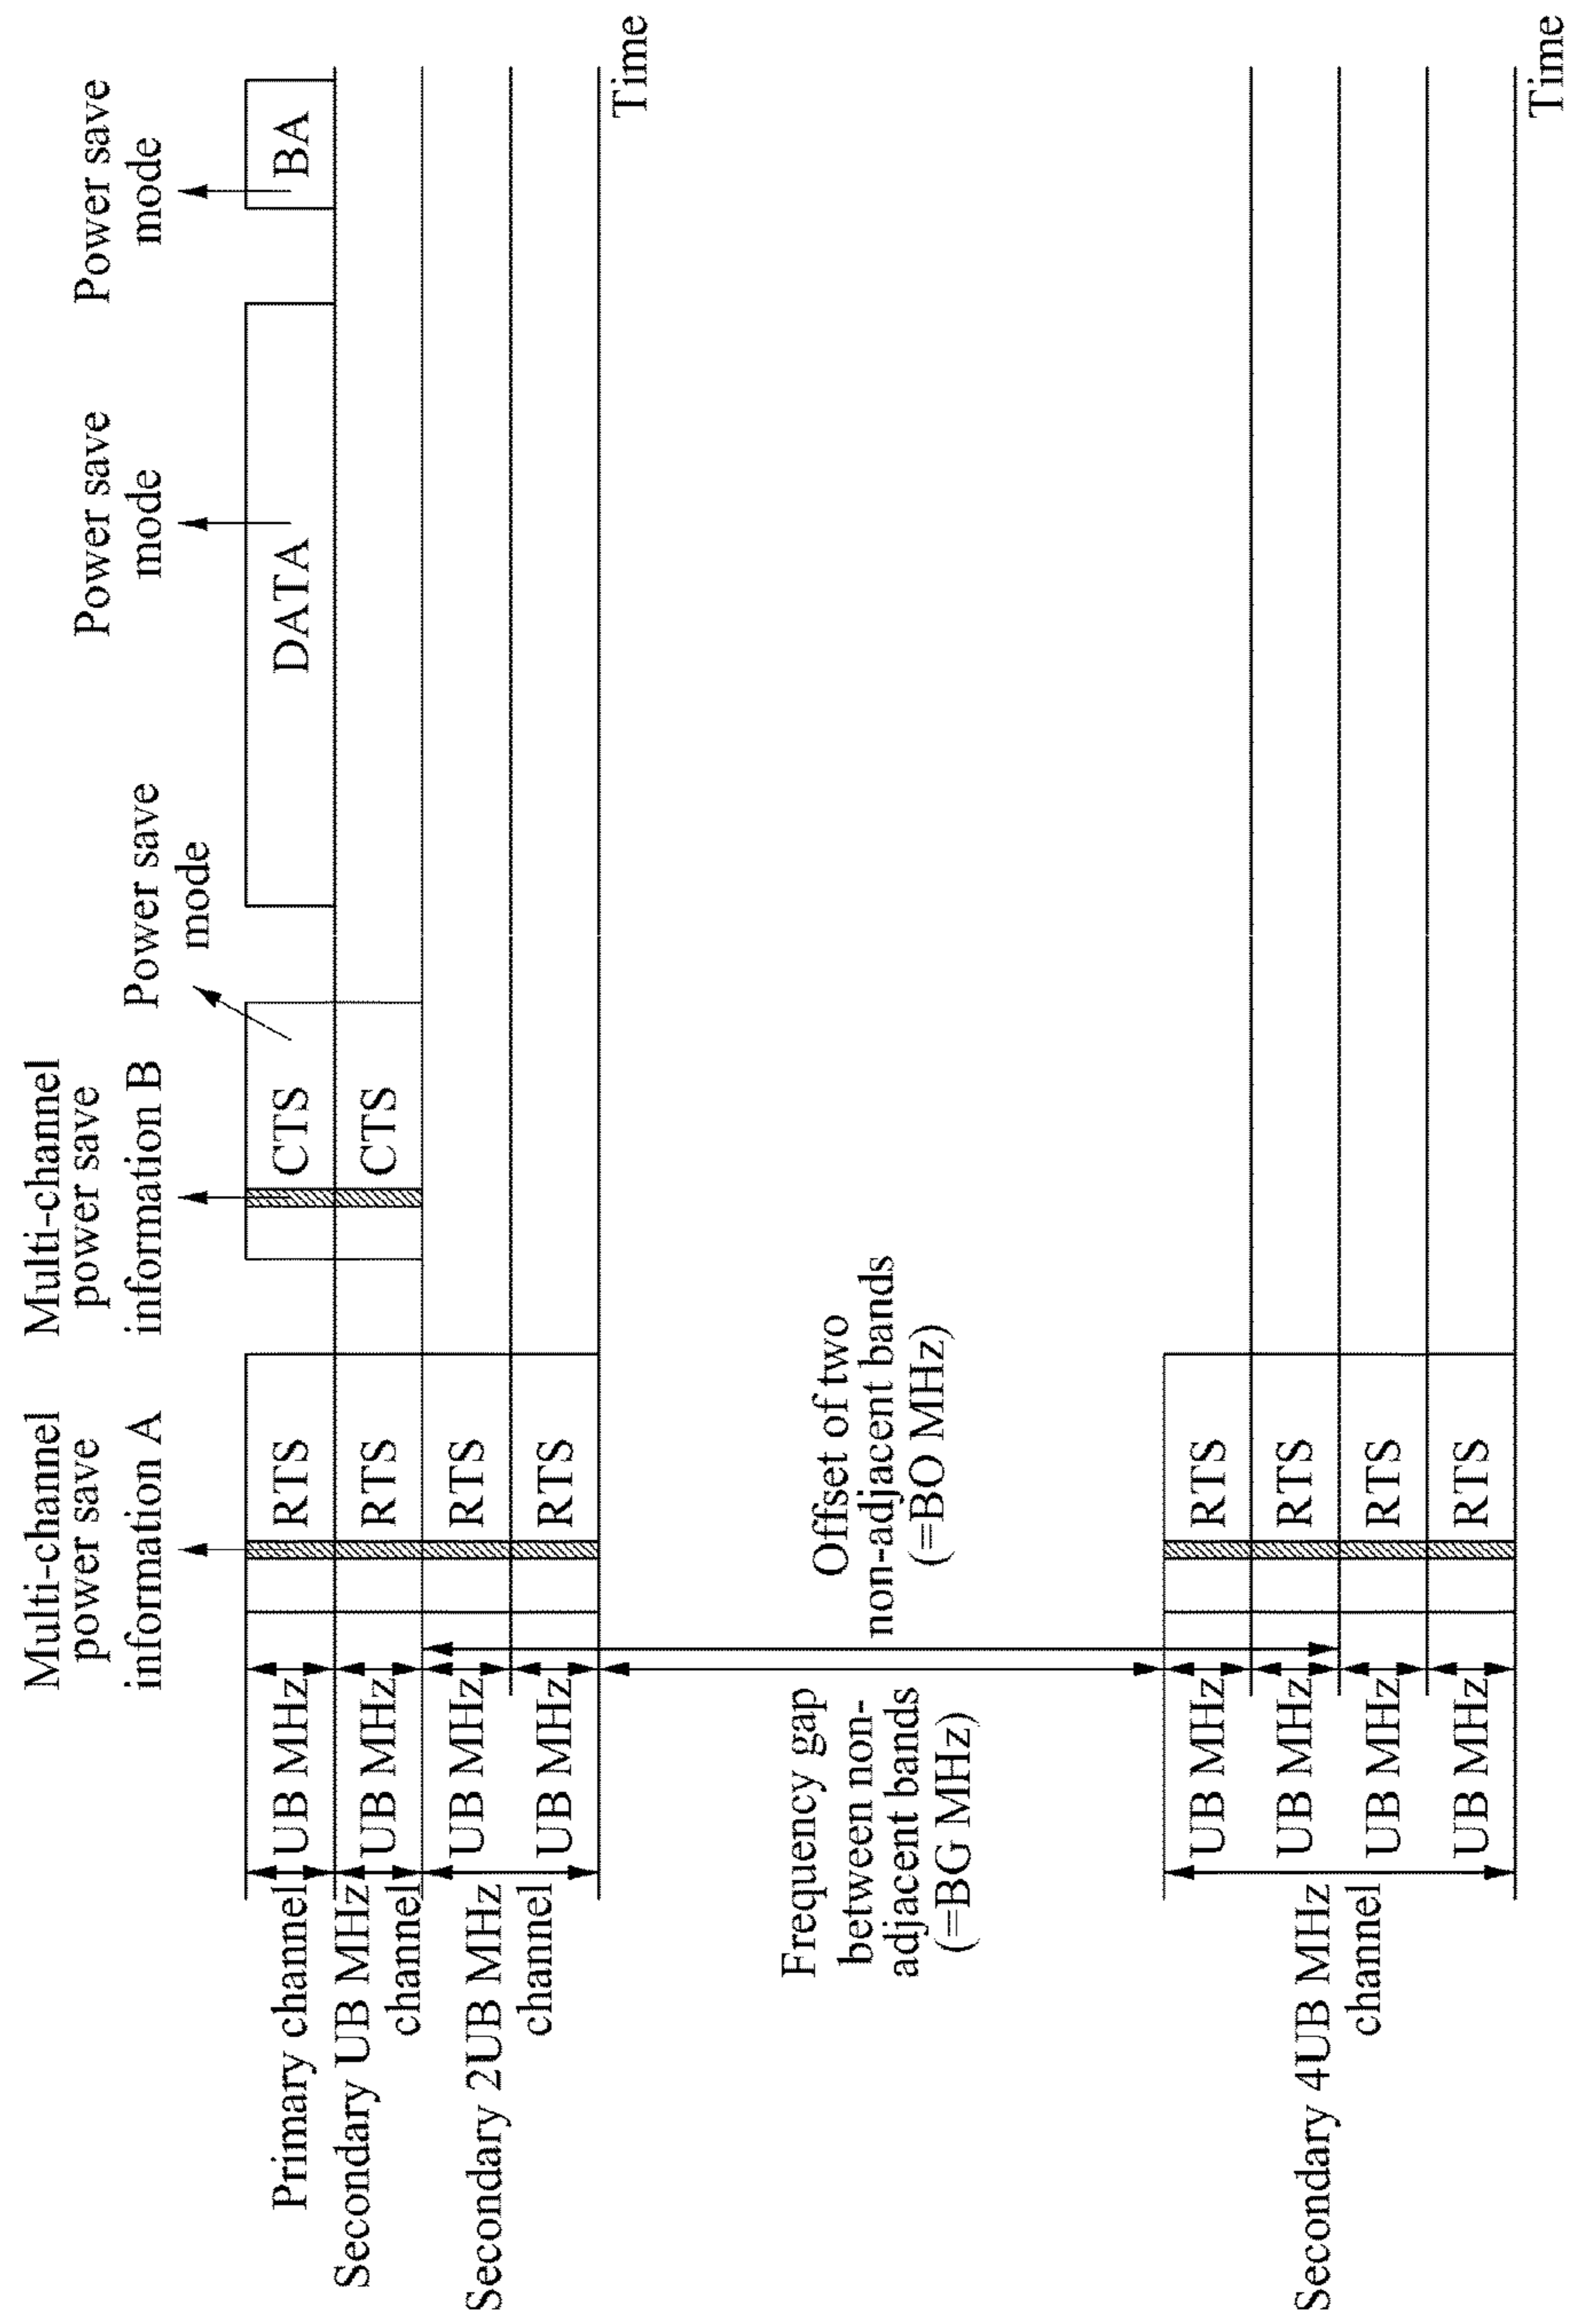 Multi-channel
power save
information A
Multi-channel
power save
information B
Power save
mode
Power save
mode
Power save
mode
Primary channel
UB MHz
RTS
CTS
DATA
BA
Secondary UB MHz
channel
UB MHz
RTS
CTS
Secondary 2UB MHz
channel
UB MHz
RTS
UB MHz
RTS
Time
Frequency gap
between non-
adjacent bands
(=BG MHz)
Offset of two
non-adjacent bands
(=BO MHz)
Secondary 4UB MHz
channel
UB MHz
RTS
UB MHz
RTS
UB MHz
RTS
UB MHz
RTS
Time